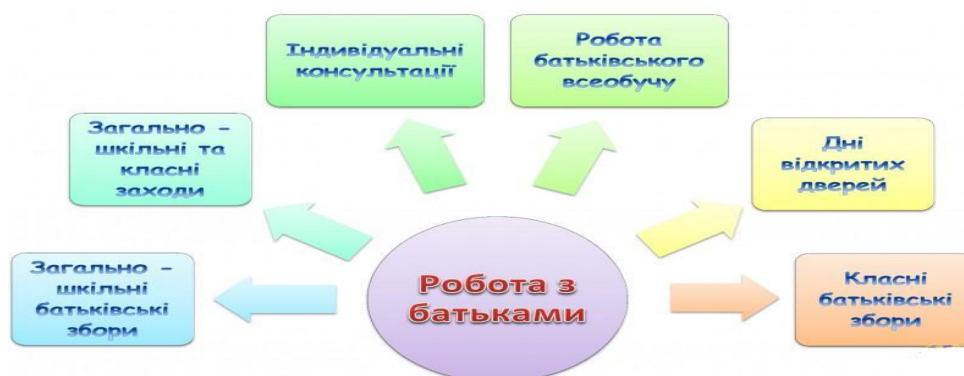 Індивідуальні
консультації
Робота
батьківського
всеобучу
Загально –
шкільні та
класні
заходи
Дні
відкритих
дверей
Загально –
шкільні
батьківські
збори
Робота з
батьками
Класні
батьківські
збори